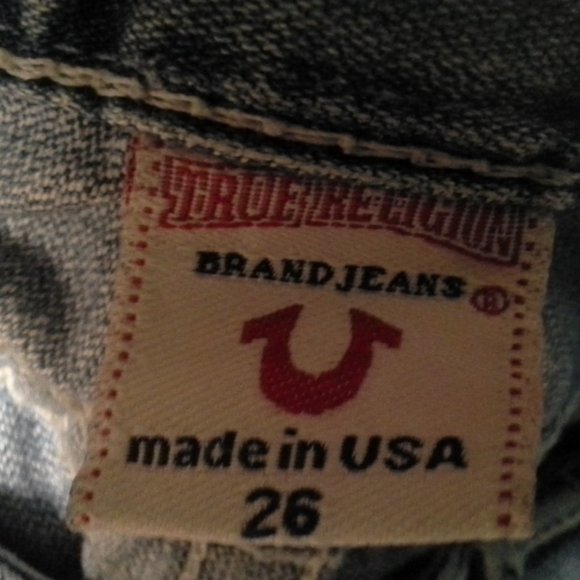 TRUE RELIGION
BRAND JEANS ®
made in USA
26